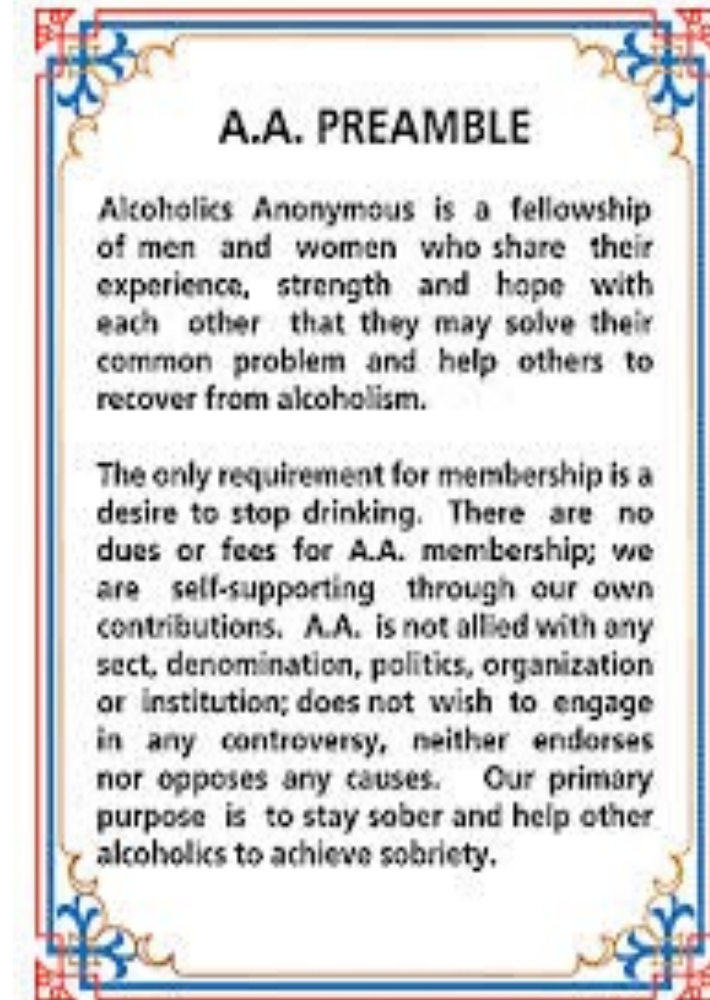 A.A. PREAMBLE
Alcoholics Anonymous is a fellowship
of men and women who share their
experience, strength and hope with
each other that they may solve their
common problem and help others to
recover from alcoholism.
The only requirement for membership is a
desire to stop drinking. There are no
dues or fees for A.A. membership; we
are self-supporting through our own
contributions. A.A. is not allied with any
sect, denomination, politics, organization
or institution; does not wish to engage
in any controversy, neither endorses
nor opposes any causes. Our primary
purpose is to stay sober and help other
alcoholics to achieve sobriety.